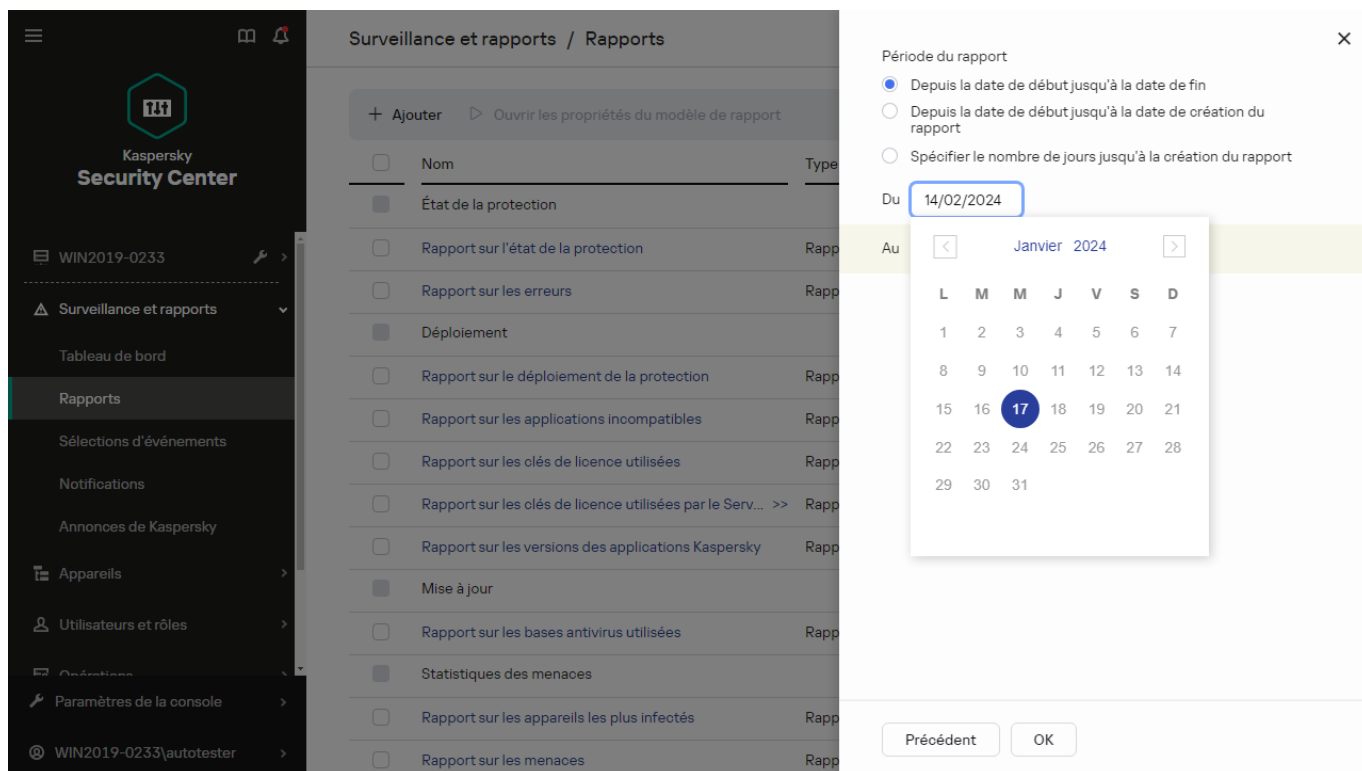 Kaspersky
Security Center
WIN2019-0233
Surveillance et rapports
Tableau de bord
Rapports
Sélections d'événements
Notifications
Annonces de Kaspersky
Appareils
Utilisateurs et rôles
Opérations
Paramètres de la console
WIN2019-0233\autotester
Surveillance et rapports / Rapports
+ Ajouter Ouvrir les propriétés du modèle de rapport
Nom Type
État de la protection
Rapport sur l'état de la protection Rapp
Rapport sur les erreurs Rapp
Déploiement
Rapport sur le déploiement de la protection Rapp
Rapport sur les applications incompatibles Rapp
Rapport sur les clés de licence utilisées Rapp
Rapport sur les clés de licence utilisées par le Serv... >> Rapp
Rapport sur les versions des applications Kaspersky Rapp
Mise à jour
Rapport sur les bases antivirus utilisées Rapp
Statistiques des menaces
Rapport sur les appareils les plus infectés Rapp
Rapport sur les menaces Rapp
Période du rapport
Depuis la date de début jusqu'à la date de fin
Depuis la date de début jusqu'à la date de création du
rapport
Spécifier le nombre de jours jusqu'à la création du rapport
Du 14/02/2024
Au
Janvier 2024
L M M J V S D
1 2 3 4 5 6 7
8 9 10 11 12 13 14
15 16 17 18 19 20 21
22 23 24 25 26 27 28
29 30 31
Précédent OK